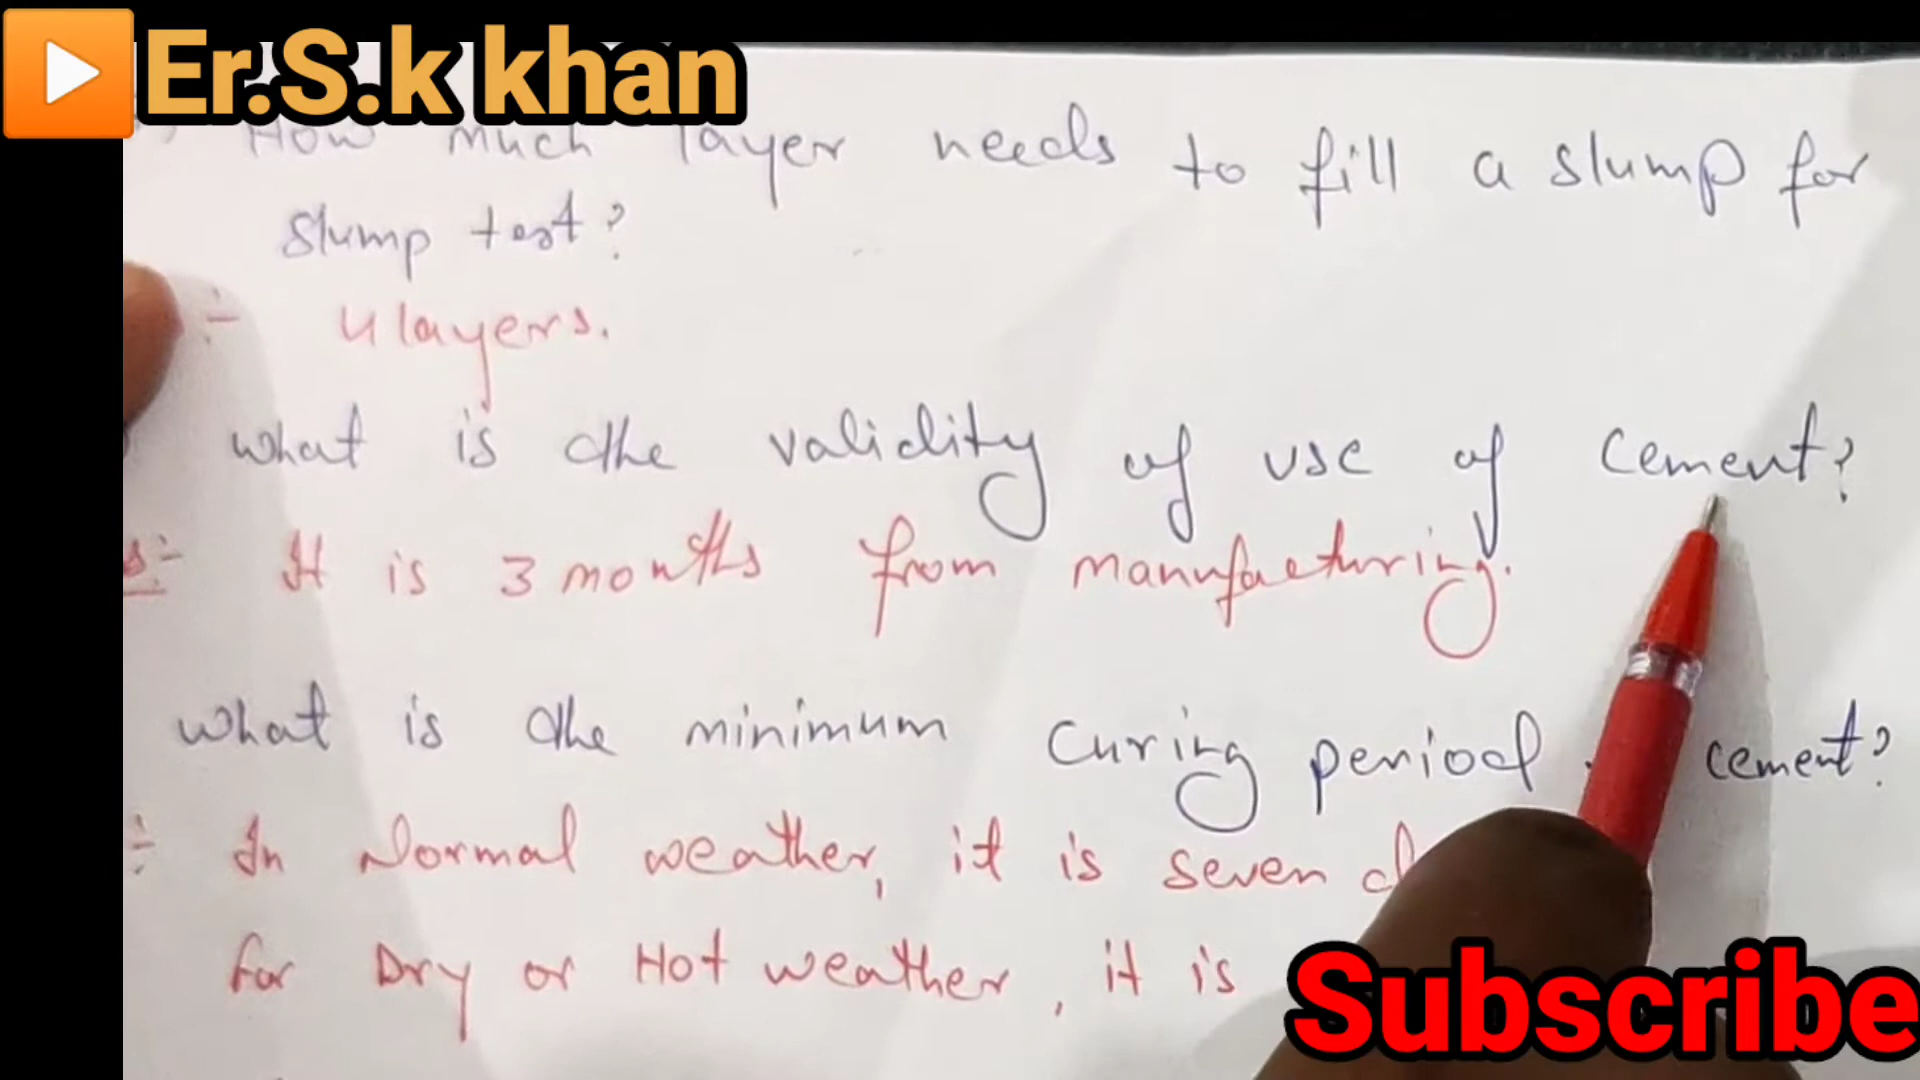 Er.S.k khan
How much layer needs to fill a slump for
slump test?
:- 4 layers.
what is the validity of use of cement?
s:- It is 3 months from manufacturing.
what is the minimum curing period cement?
:- In Normal weather, it is seven d
for Dry or Hot weather, it is
Subscribe